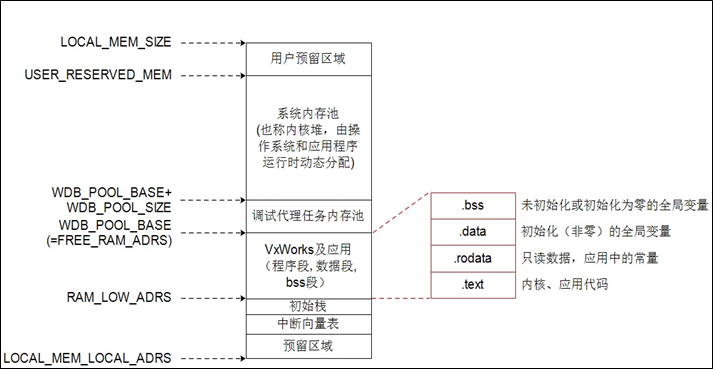 LOCAL_MEM_SIZE
用户预留区域
USER_RESERVED_MEM
系统内存池
(也称内核堆，由操
作系统和应用程序
运行时动态分配)
WDB_POOL_BASE+
WDB_POOL_SIZE
调试代理任务内存池
WDB_POOL_BASE
(=FREE_RAM_ADRS)
VxWorks及应用
（程序段,数据段,
bss段）
RAM_LOW_ADRS
初始栈
中断向量表
预留区域
LOCAL_MEM_LOCAL_ADRS
.bss 未初始化或初始化为零的全局变量
.data 初始化（非零）的全局变量
.rodata 只读数据，应用中的常量
.text 内核、应用代码